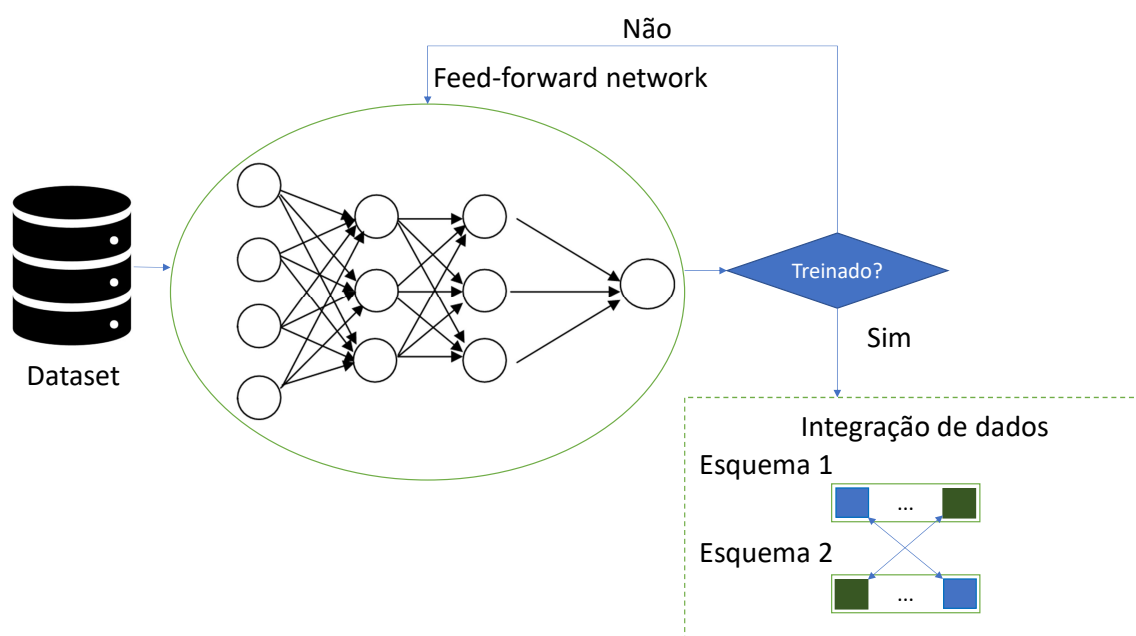 Não
Feed-forward network
Dataset
Treinado?
Sim
Integração de dados
Esquema 1
...
Esquema 2
...